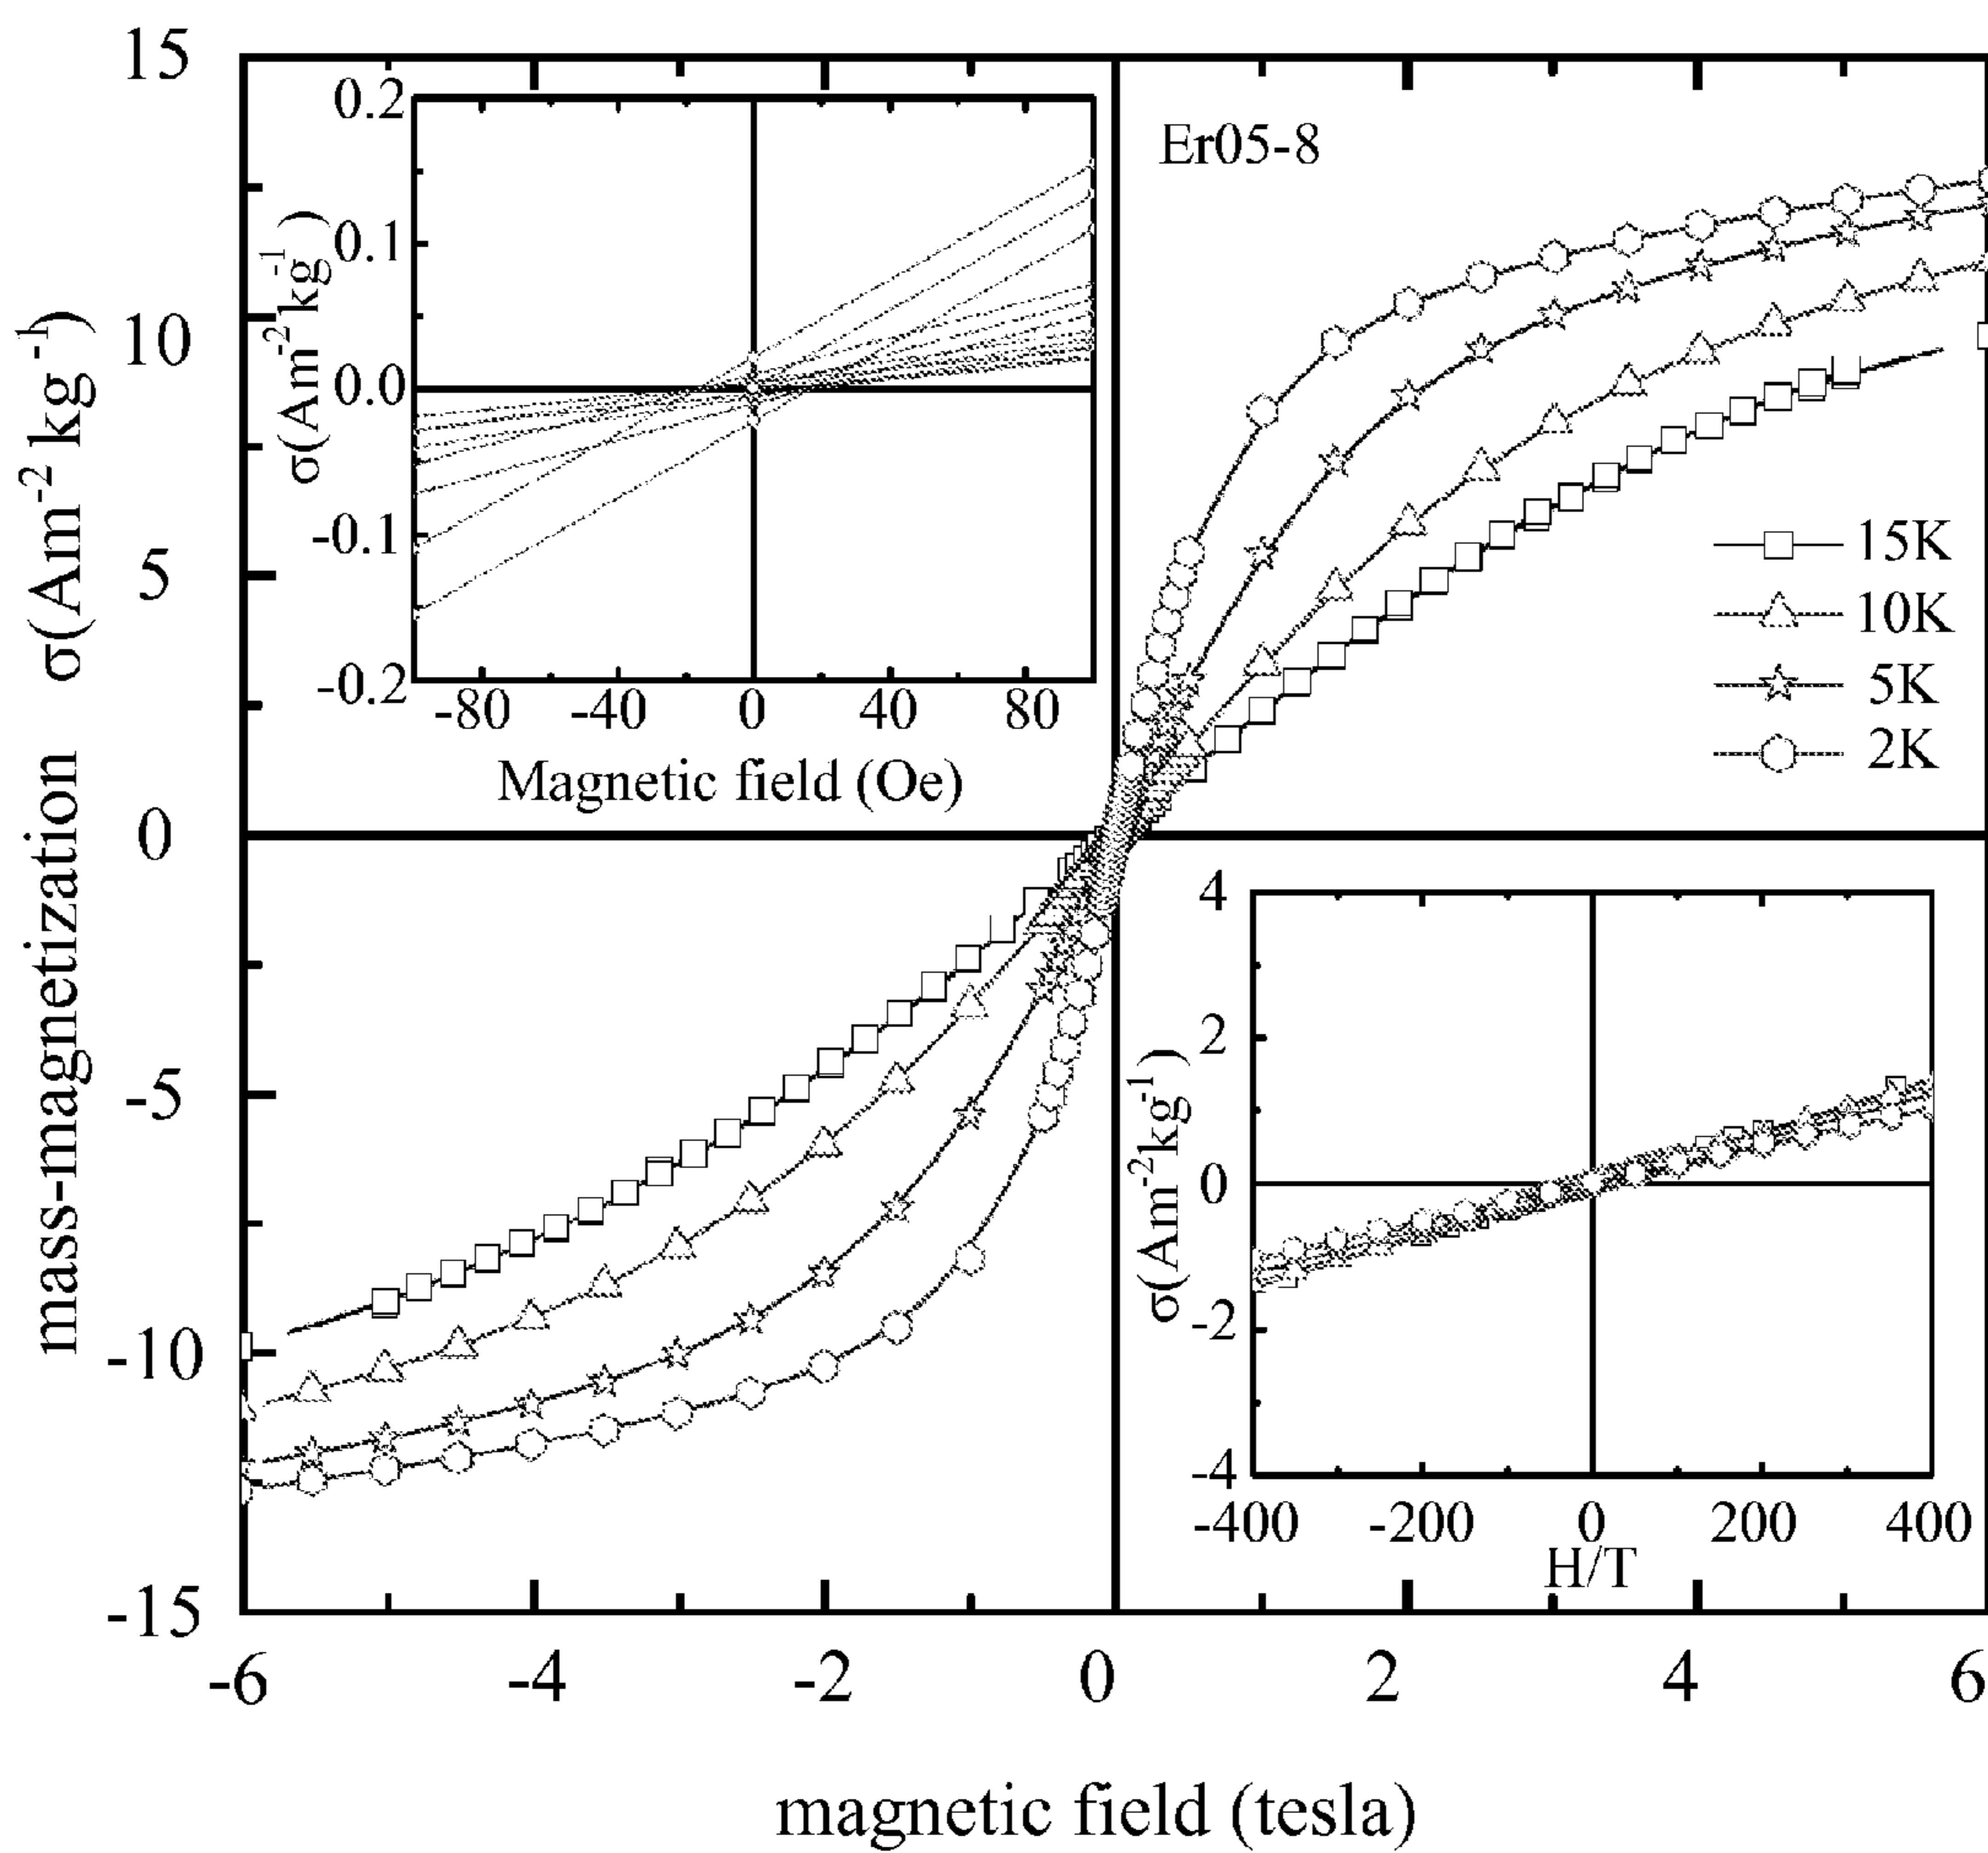 15
10
5
0
-5
-10
-15
mass-magnetization σ(Am⁻² kg⁻¹)
0.2
0.1
0.0
-0.1
-0.2
σ(Am⁻² kg⁻¹)
-80 -40 0 40 80
Magnetic field (Oe)
Er05-8
15K
10K
5K
2K
4
2
0
-2
-4
σ(Am⁻²kg⁻¹)
-400 -200 0 200 400
H/T
-6 -4 -2 0 2 4 6
magnetic field (tesla)